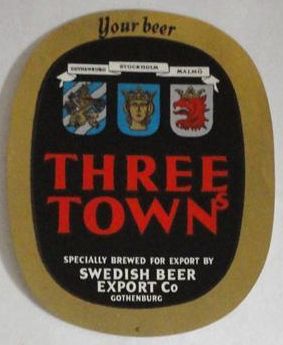 Your beer
GOTHENBURG STOCKHOLM MALMÖ
THREE
TOWNs
SPECIALLY BREWED FOR EXPORT BY
SWEDISH BEER
EXPORT Co
GOTHENBURG